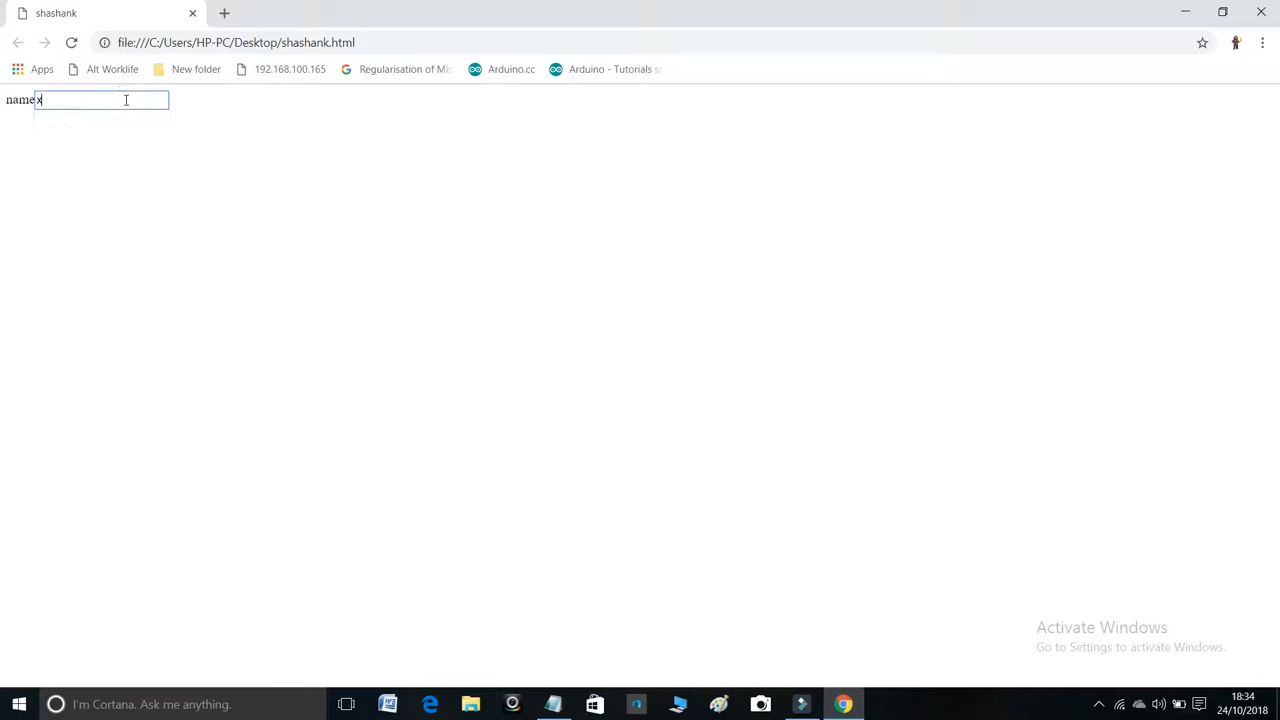 shashank
file:///C:/Users/HP-PC/Desktop/shashank.html
Apps Alt Worklife New folder 192.168.100.165 Regularisation of Mis Arduino.cc Arduino - Tutorials
name x
Activate Windows
Go to Settings to activate Windows.
I'm Cortana. Ask me anything.
18:34
24/10/2018